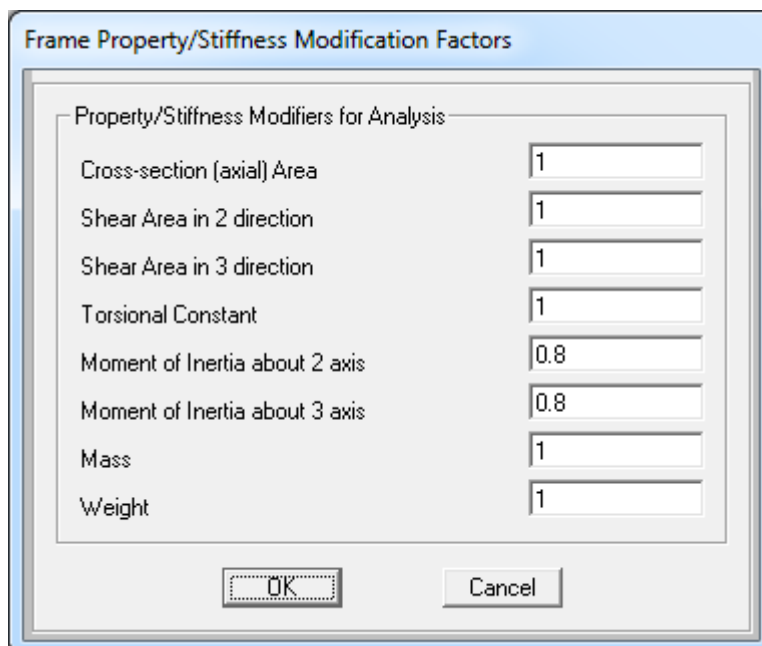 Frame Property/Stiffness Modification Factors
Property/Stiffness Modifiers for Analysis
Cross-section (axial) Area 1
Shear Area in 2 direction 1
Shear Area in 3 direction 1
Torsional Constant 1
Moment of Inertia about 2 axis 0.8
Moment of Inertia about 3 axis 0.8
Mass 1
Weight 1
OK Cancel